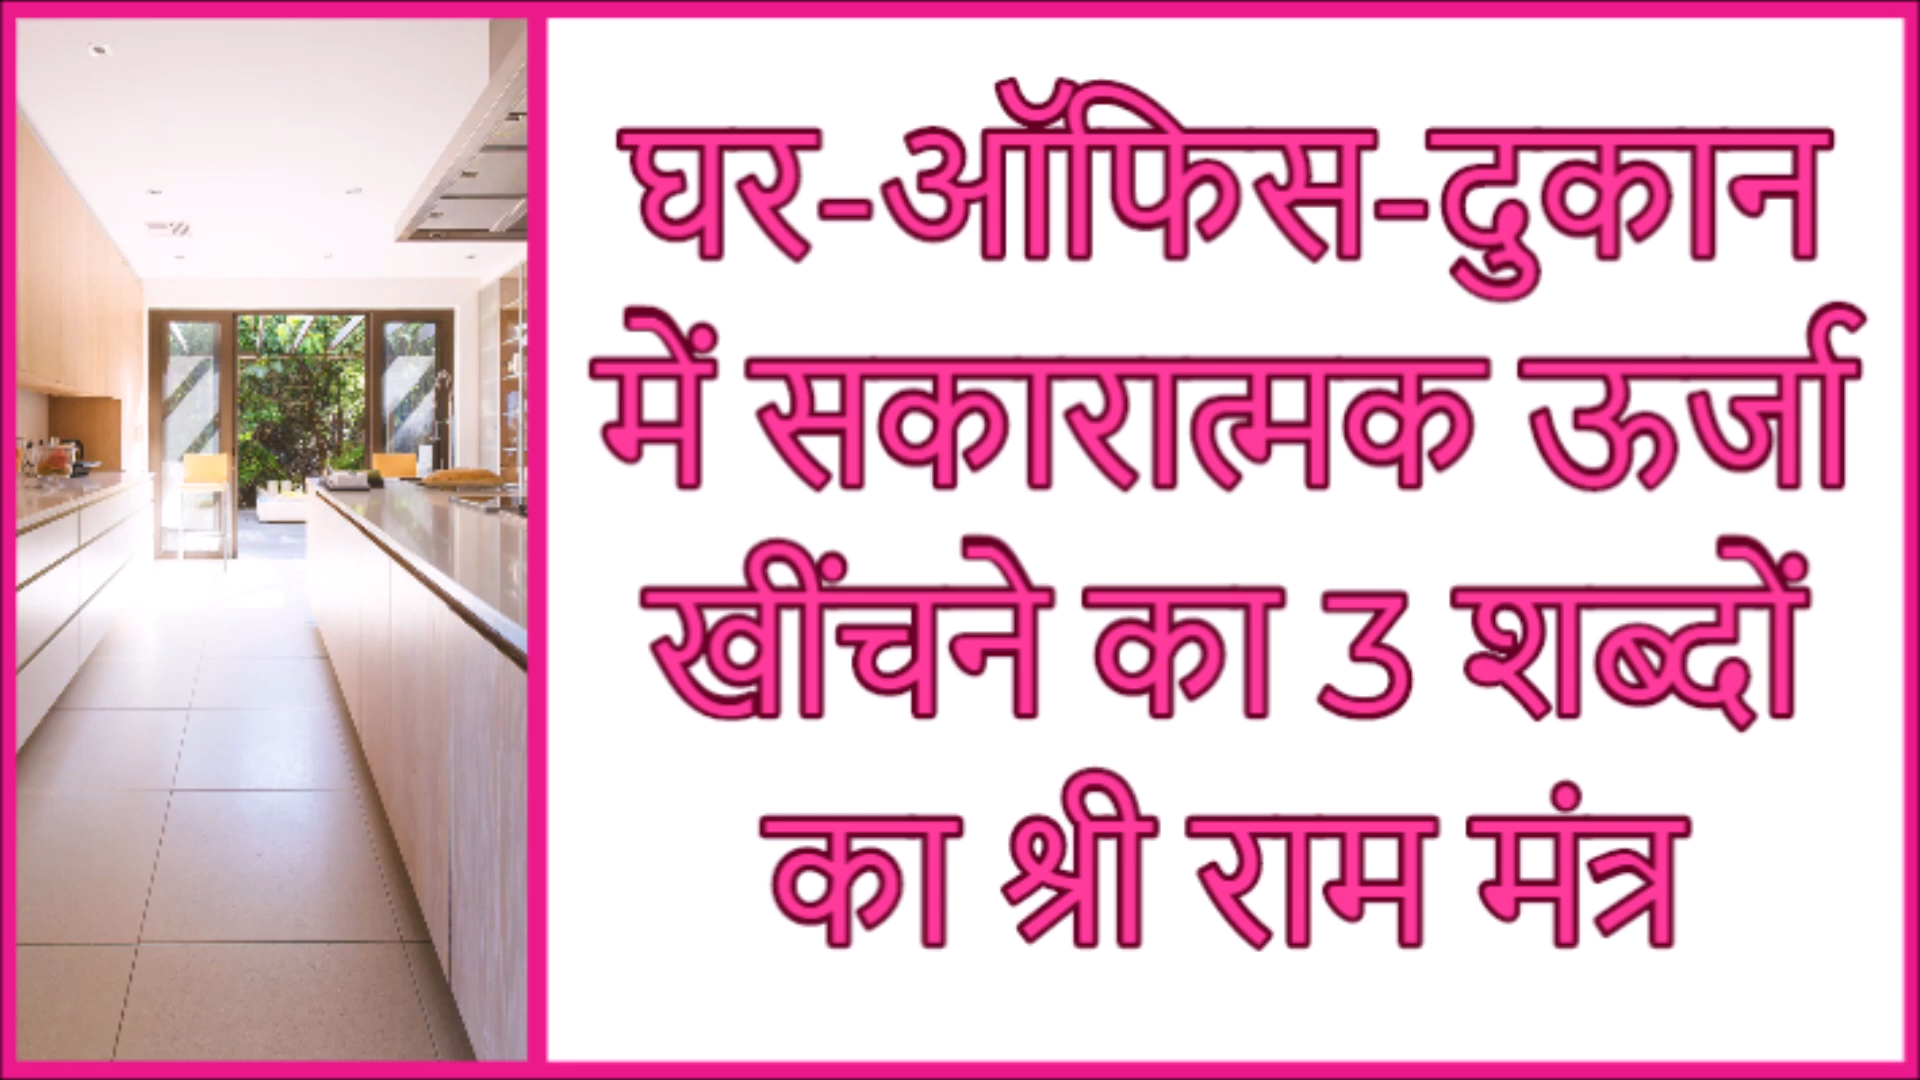 घर-ऑफिस-दुकान
में सकारात्मक ऊर्जा
खींचने का 3 शब्दों
का श्री राम मंत्र